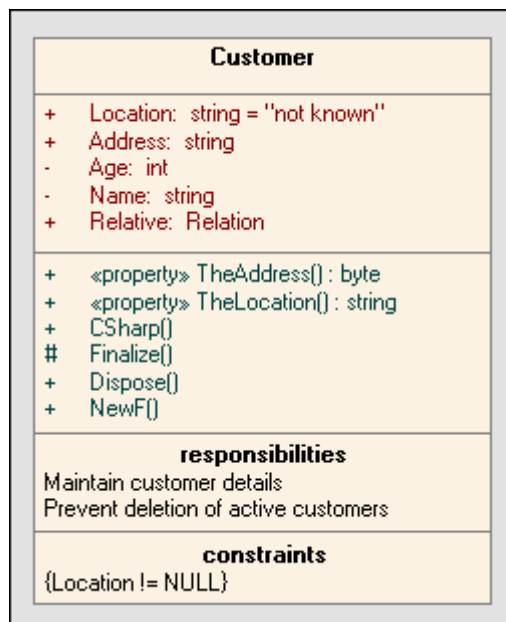 Customer
+ Location: string = "not known"
+ Address: string
- Age: int
- Name: string
+ Relative: Relation
+ «property» TheAddress() : byte
+ «property» TheLocation() : string
+ CSharp()
# Finalize()
+ Dispose()
+ NewF()
responsibilities
Maintain customer details
Prevent deletion of active customers
constraints
{Location != NULL}